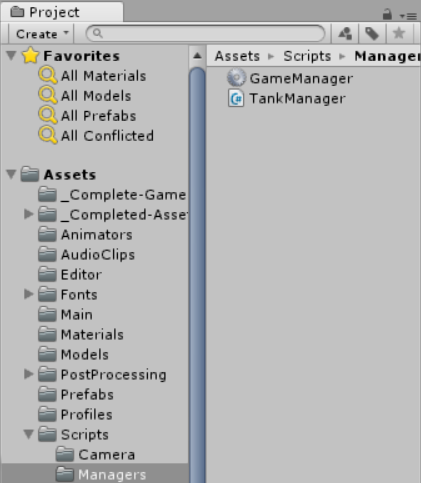 Project
Create
Favorites
All Materials
All Models
All Prefabs
All Conflicted
Assets
_Complete-Game
_Completed-Asse
Animators
AudioClips
Editor
Fonts
Main
Materials
Models
PostProcessing
Prefabs
Profiles
Scripts
Camera
Managers
Assets ▸ Scripts ▸ Manager
GameManager
TankManager